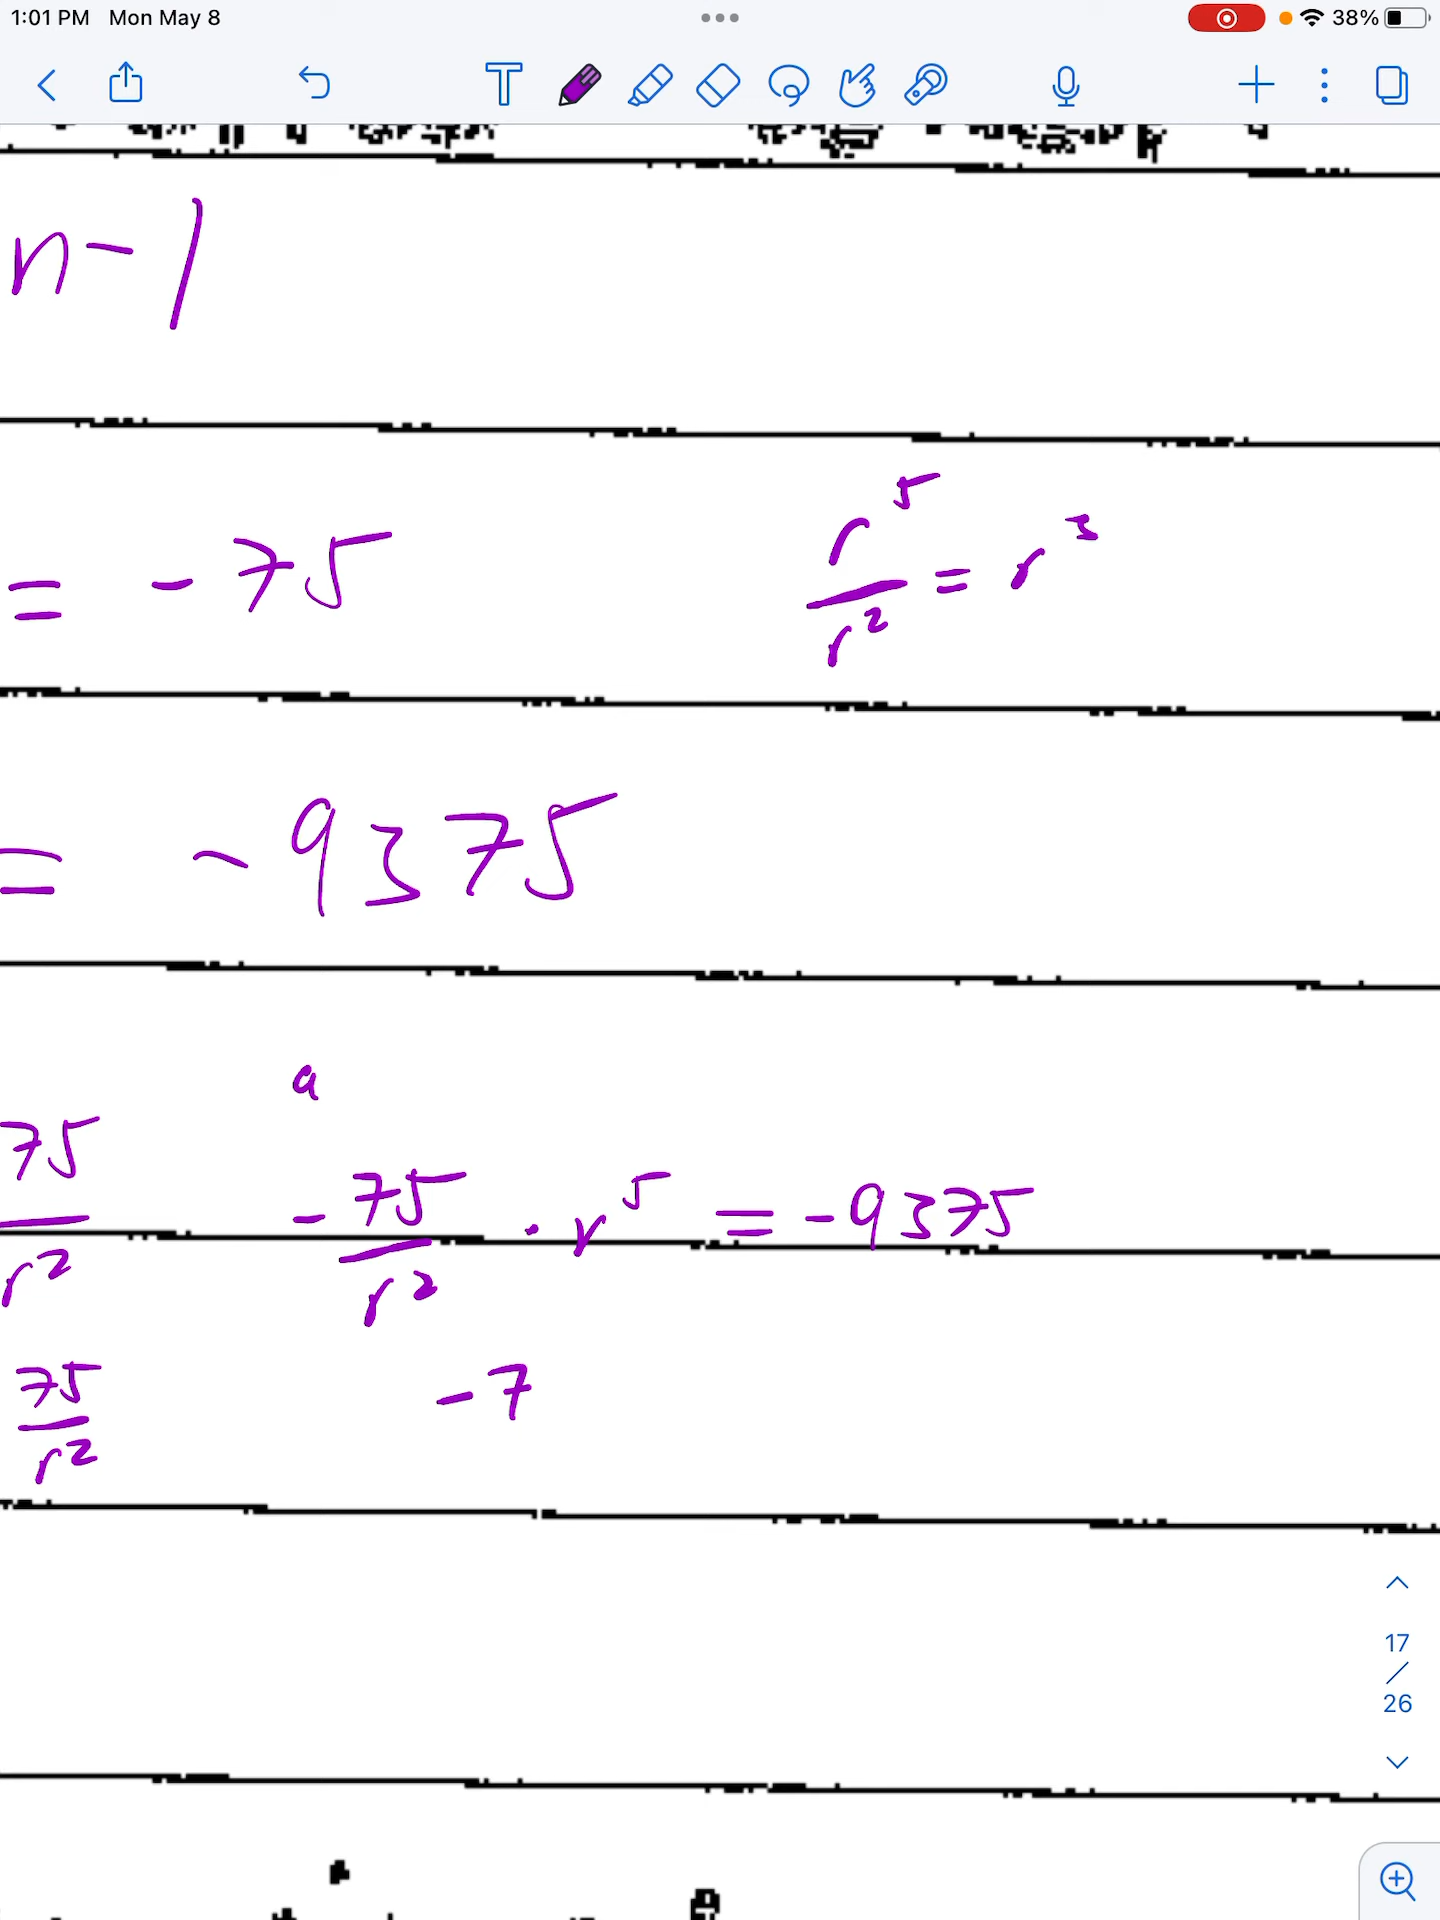 1:01 PM Mon May 8
38%
T
n-1
= -75
r^5/r^2 = r^3
= -9375
a
75/r^2
-75/r^2 · r^5 = -9375
75/r^2
-7
17
/
26